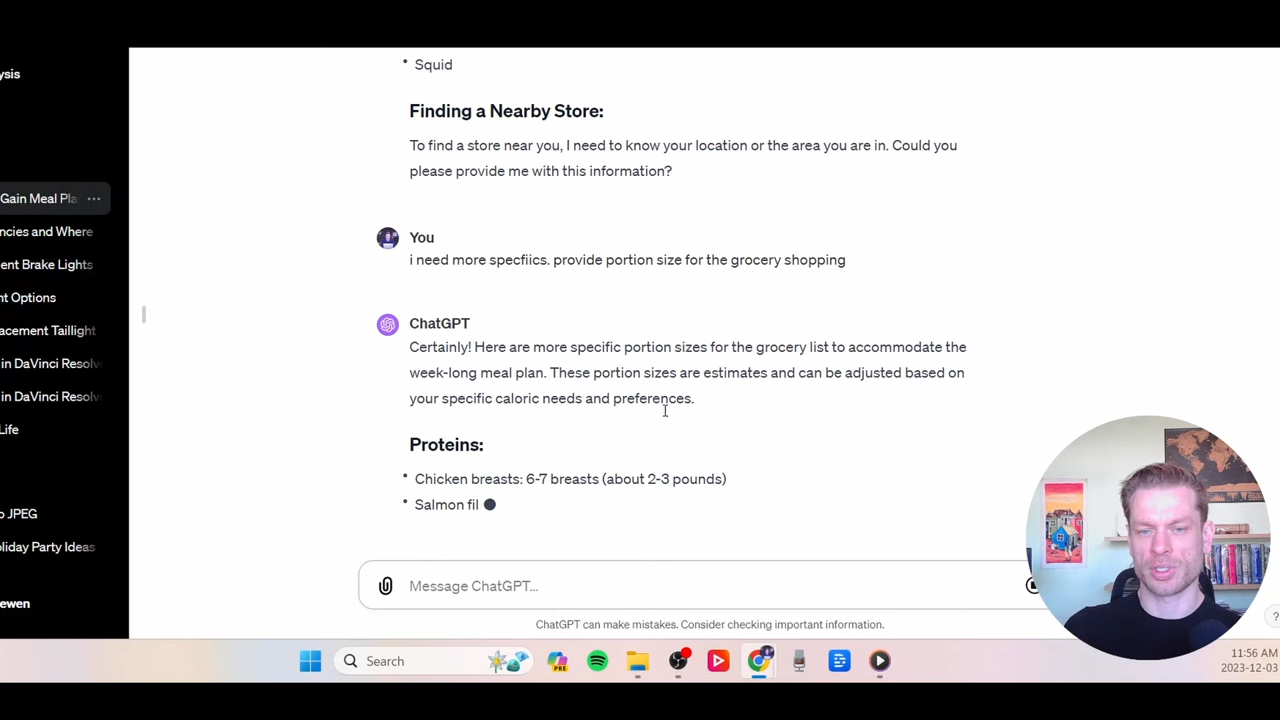 ysis
Gain Meal Pla
ncies and Where
ent Brake Lights
nt Options
acement Taillight
in DaVinci Resolve
in DaVinci Resolve
Life
o JPEG
oliday Party Ideas
ewen
• Squid
Finding a Nearby Store:
To find a store near you, I need to know your location or the area you are in. Could you
please provide me with this information?
You
i need more specfiics. provide portion size for the grocery shopping
ChatGPT
Certainly! Here are more specific portion sizes for the grocery list to accommodate the
week-long meal plan. These portion sizes are estimates and can be adjusted based on
your specific caloric needs and preferences.
Proteins:
• Chicken breasts: 6-7 breasts (about 2-3 pounds)
• Salmon fil
Message ChatGPT...
ChatGPT can make mistakes. Consider checking important information.
?
Search
PRE
11:56 AM
2023-12-03